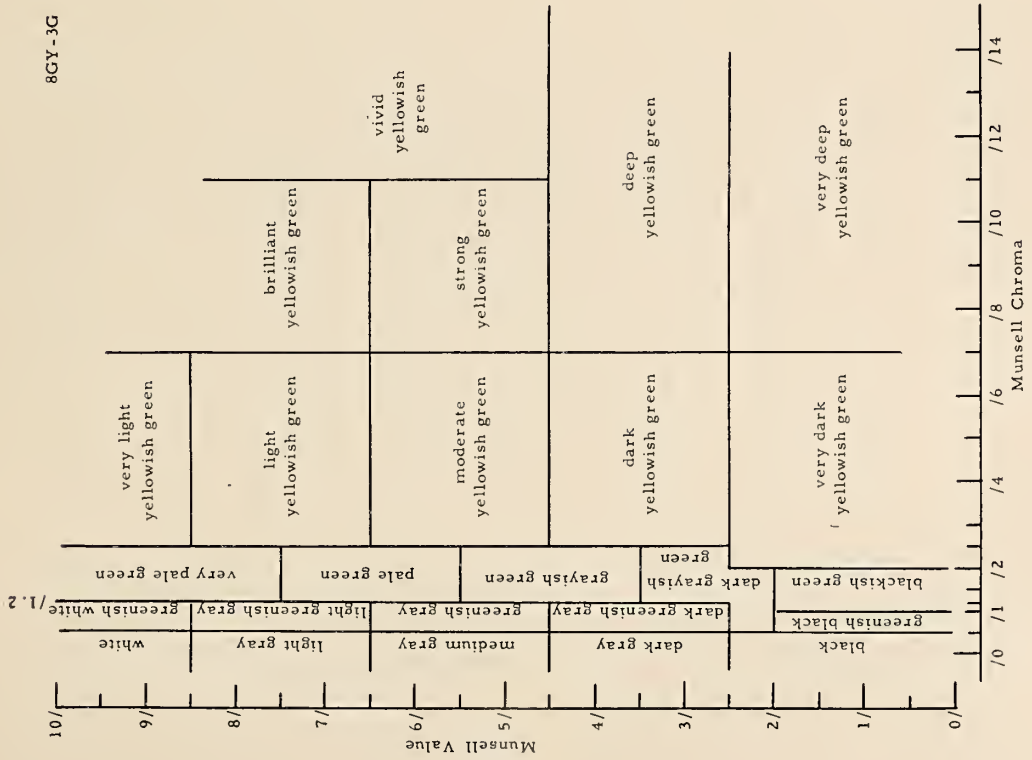 8GY-3G
very light
yellowish green
light
yellowish green
brilliant
yellowish green
vivid
yellowish
green
moderate
yellowish green
strong
yellowish green
dark
yellowish green
deep
yellowish green
very dark
yellowish green
very deep
yellowish green
very pale green
pale green
grayish green
dark grayish
green
blackish green
/1.2
greenish white
light greenish gray
greenish gray
dark greenish gray
greenish black
white
light gray
medium gray
dark gray
black
10/
9/
8/
7/
6/
5/
4/
3/
2/
1/
0/
Munsell Value
/0
/1
/2
/4
/6
/8
/10
/12
/14
Munsell Chroma